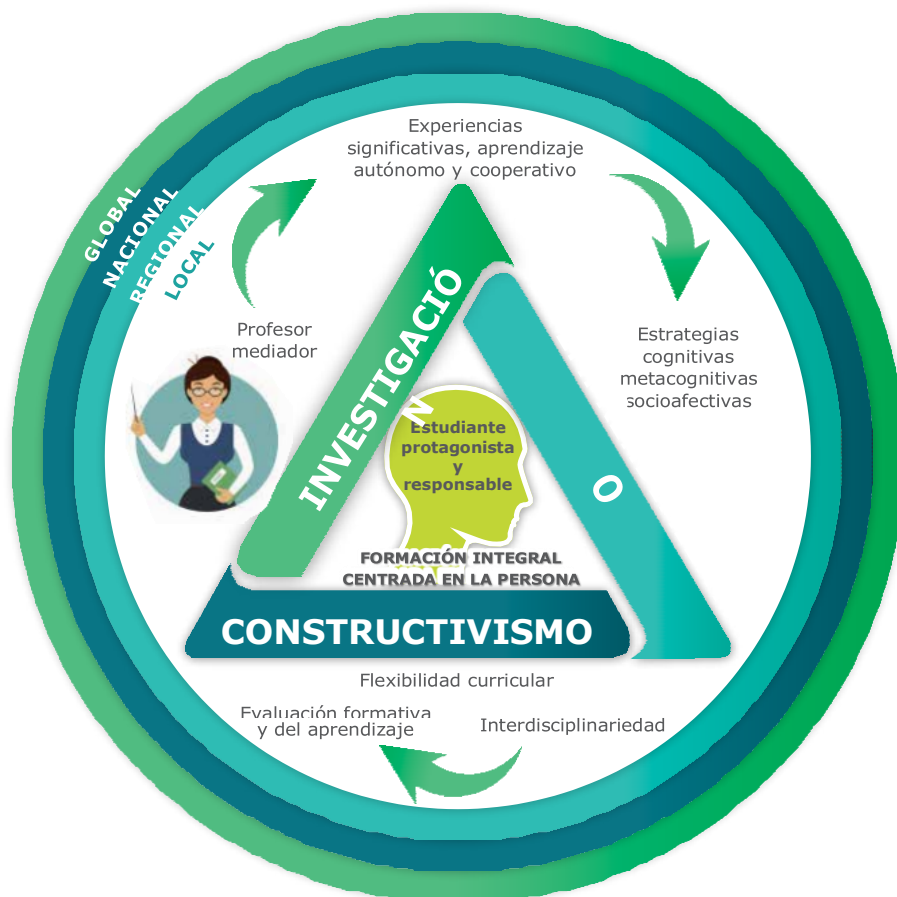 Experiencias
significativas, aprendizaje
autónomo y cooperativo
GLOBAL
NACIONAL
REGIONAL
LOCAL
Profesor
mediador
Estrategias
cognitivas
metacognitivas
socioafectivas
INVESTIGACIÓ
N
O
Estudiante
protagonista
y
responsable
FORMACIÓN INTEGRAL
CENTRADA EN LA PERSONA
CONSTRUCTIVISMO
Flexibilidad curricular
Evaluación formativa
y del aprendizaje
Interdisciplinariedad